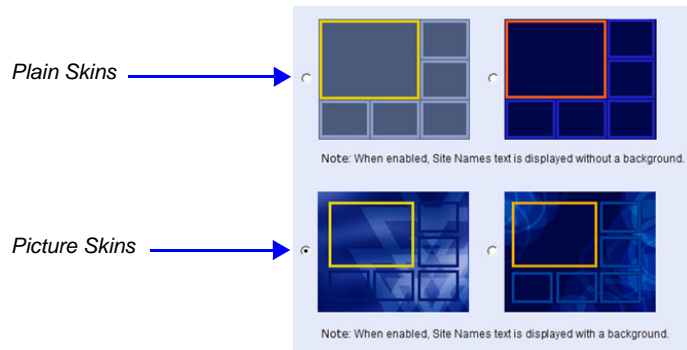 Plain Skins
Note: When enabled, Site Names text is displayed without a background.
Picture Skins
Note: When enabled, Site Names text is displayed with a background.